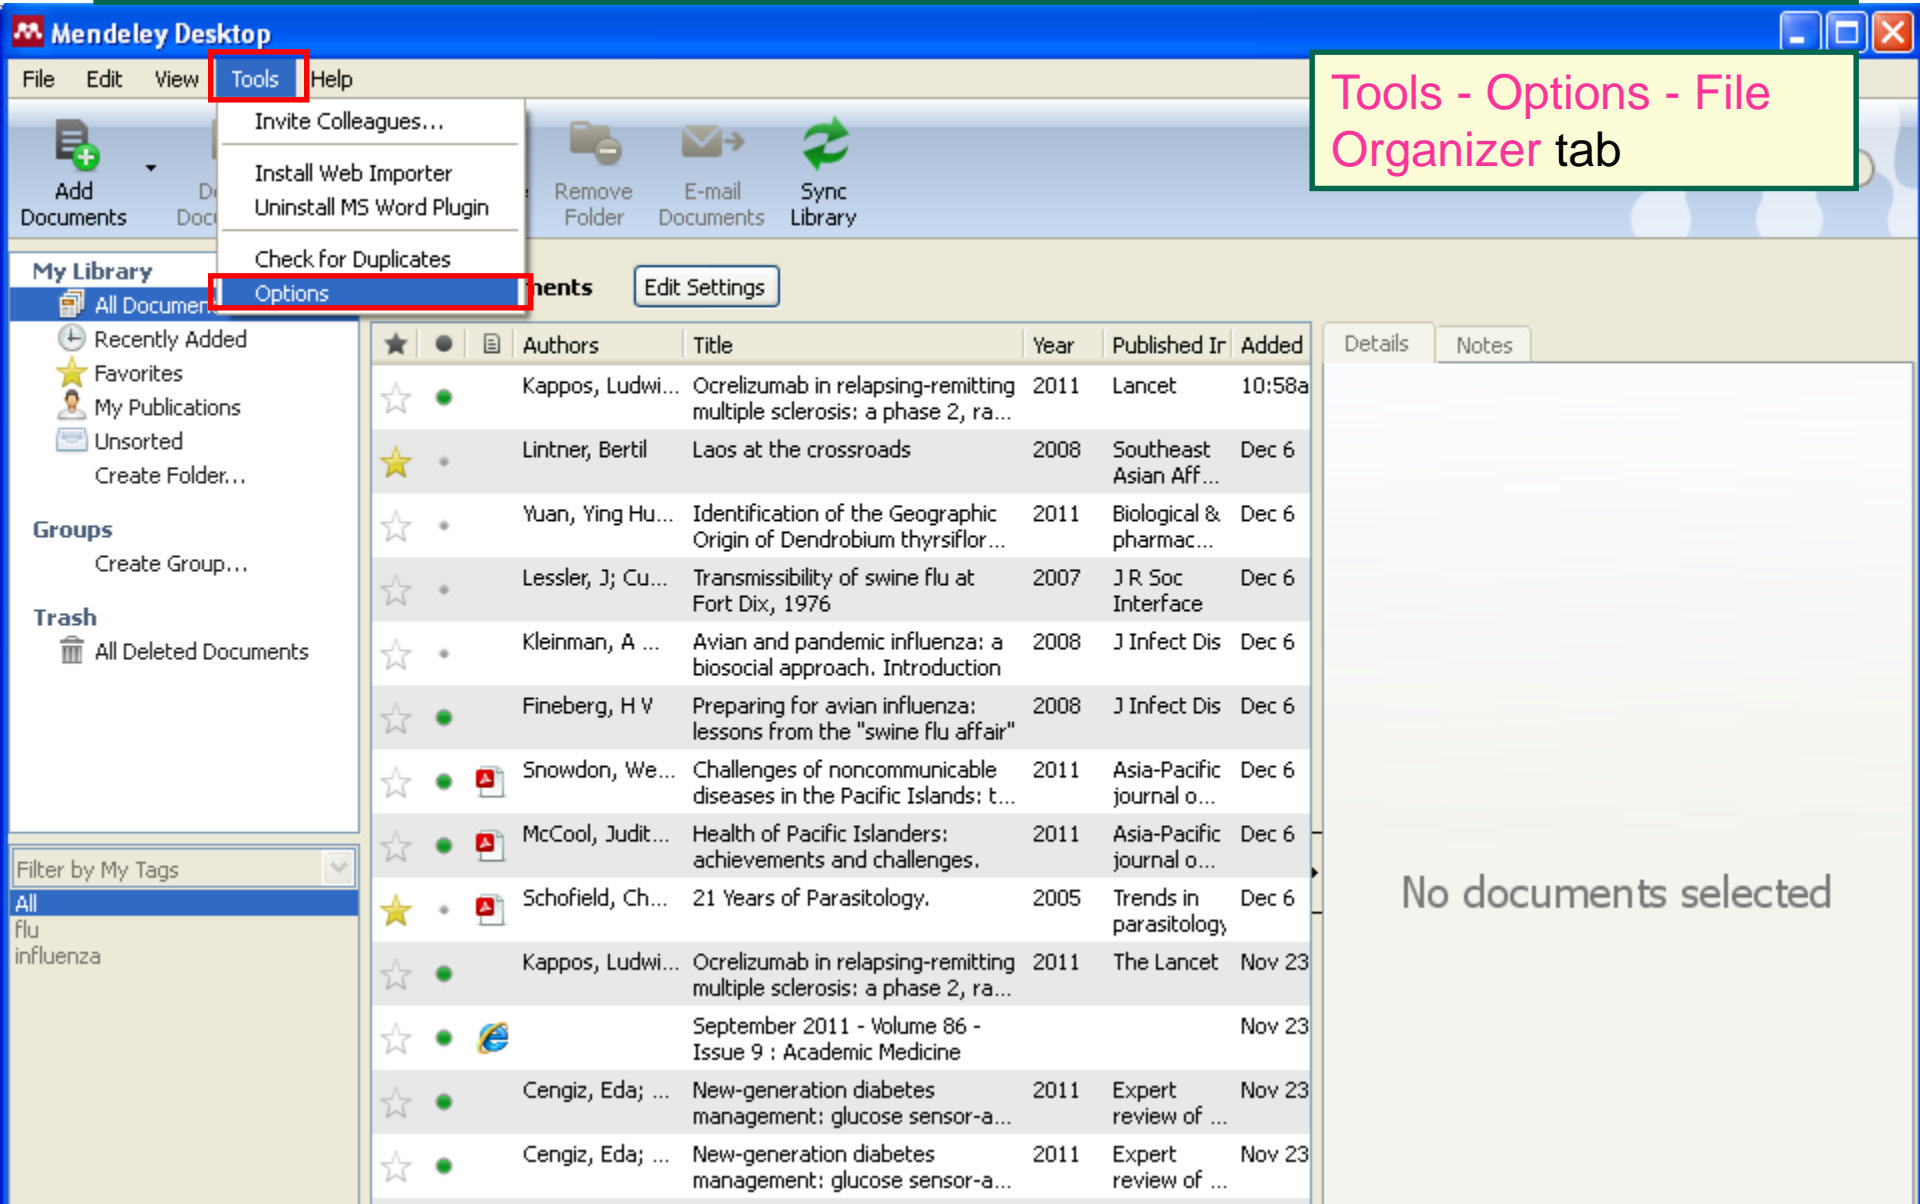 Mendeley Desktop
File Edit View Tools Help
Tools - Options - File
Organizer tab
Invite Colleagues...
Install Web Importer
Uninstall MS Word Plugin
Check for Duplicates
Options
Add
Documents
Remove
Folder
E-mail
Documents
Sync
Library
My Library
All Documen
Recently Added
Favorites
My Publications
Unsorted
Create Folder...
Groups
Create Group...
Trash
All Deleted Documents
Filter by My Tags
All
flu
influenza
ments Edit Settings
Authors Title Year Published In Added
Kappos, Ludwi... Ocrelizumab in relapsing-remitting 2011 Lancet 10:58a
multiple sclerosis: a phase 2, ra...
Lintner, Bertil Laos at the crossroads 2008 Southeast Dec 6
Asian Aff...
Yuan, Ying Hu... Identification of the Geographic 2011 Biological & Dec 6
Origin of Dendrobium thyrsiflor... pharmac...
Lessler, J; Cu... Transmissibility of swine flu at 2007 J R Soc Dec 6
Fort Dix, 1976 Interface
Kleinman, A ... Avian and pandemic influenza: a 2008 J Infect Dis Dec 6
biosocial approach. Introduction
Fineberg, H V Preparing for avian influenza: 2008 J Infect Dis Dec 6
lessons from the "swine flu affair"
Snowdon, We... Challenges of noncommunicable 2011 Asia-Pacific Dec 6
diseases in the Pacific Islands: t... journal o...
McCool, Judit... Health of Pacific Islanders: 2011 Asia-Pacific Dec 6
achievements and challenges. journal o...
Schofield, Ch... 21 Years of Parasitology. 2005 Trends in Dec 6
parasitology
Kappos, Ludwi... Ocrelizumab in relapsing-remitting 2011 The Lancet Nov 23
multiple sclerosis: a phase 2, ra...
September 2011 - Volume 86 - Nov 23
Issue 9 : Academic Medicine
Cengiz, Eda; ... New-generation diabetes 2011 Expert Nov 23
management: glucose sensor-a... review of ...
Cengiz, Eda; ... New-generation diabetes 2011 Expert Nov 23
management: glucose sensor-a... review of ...
Details Notes
No documents selected